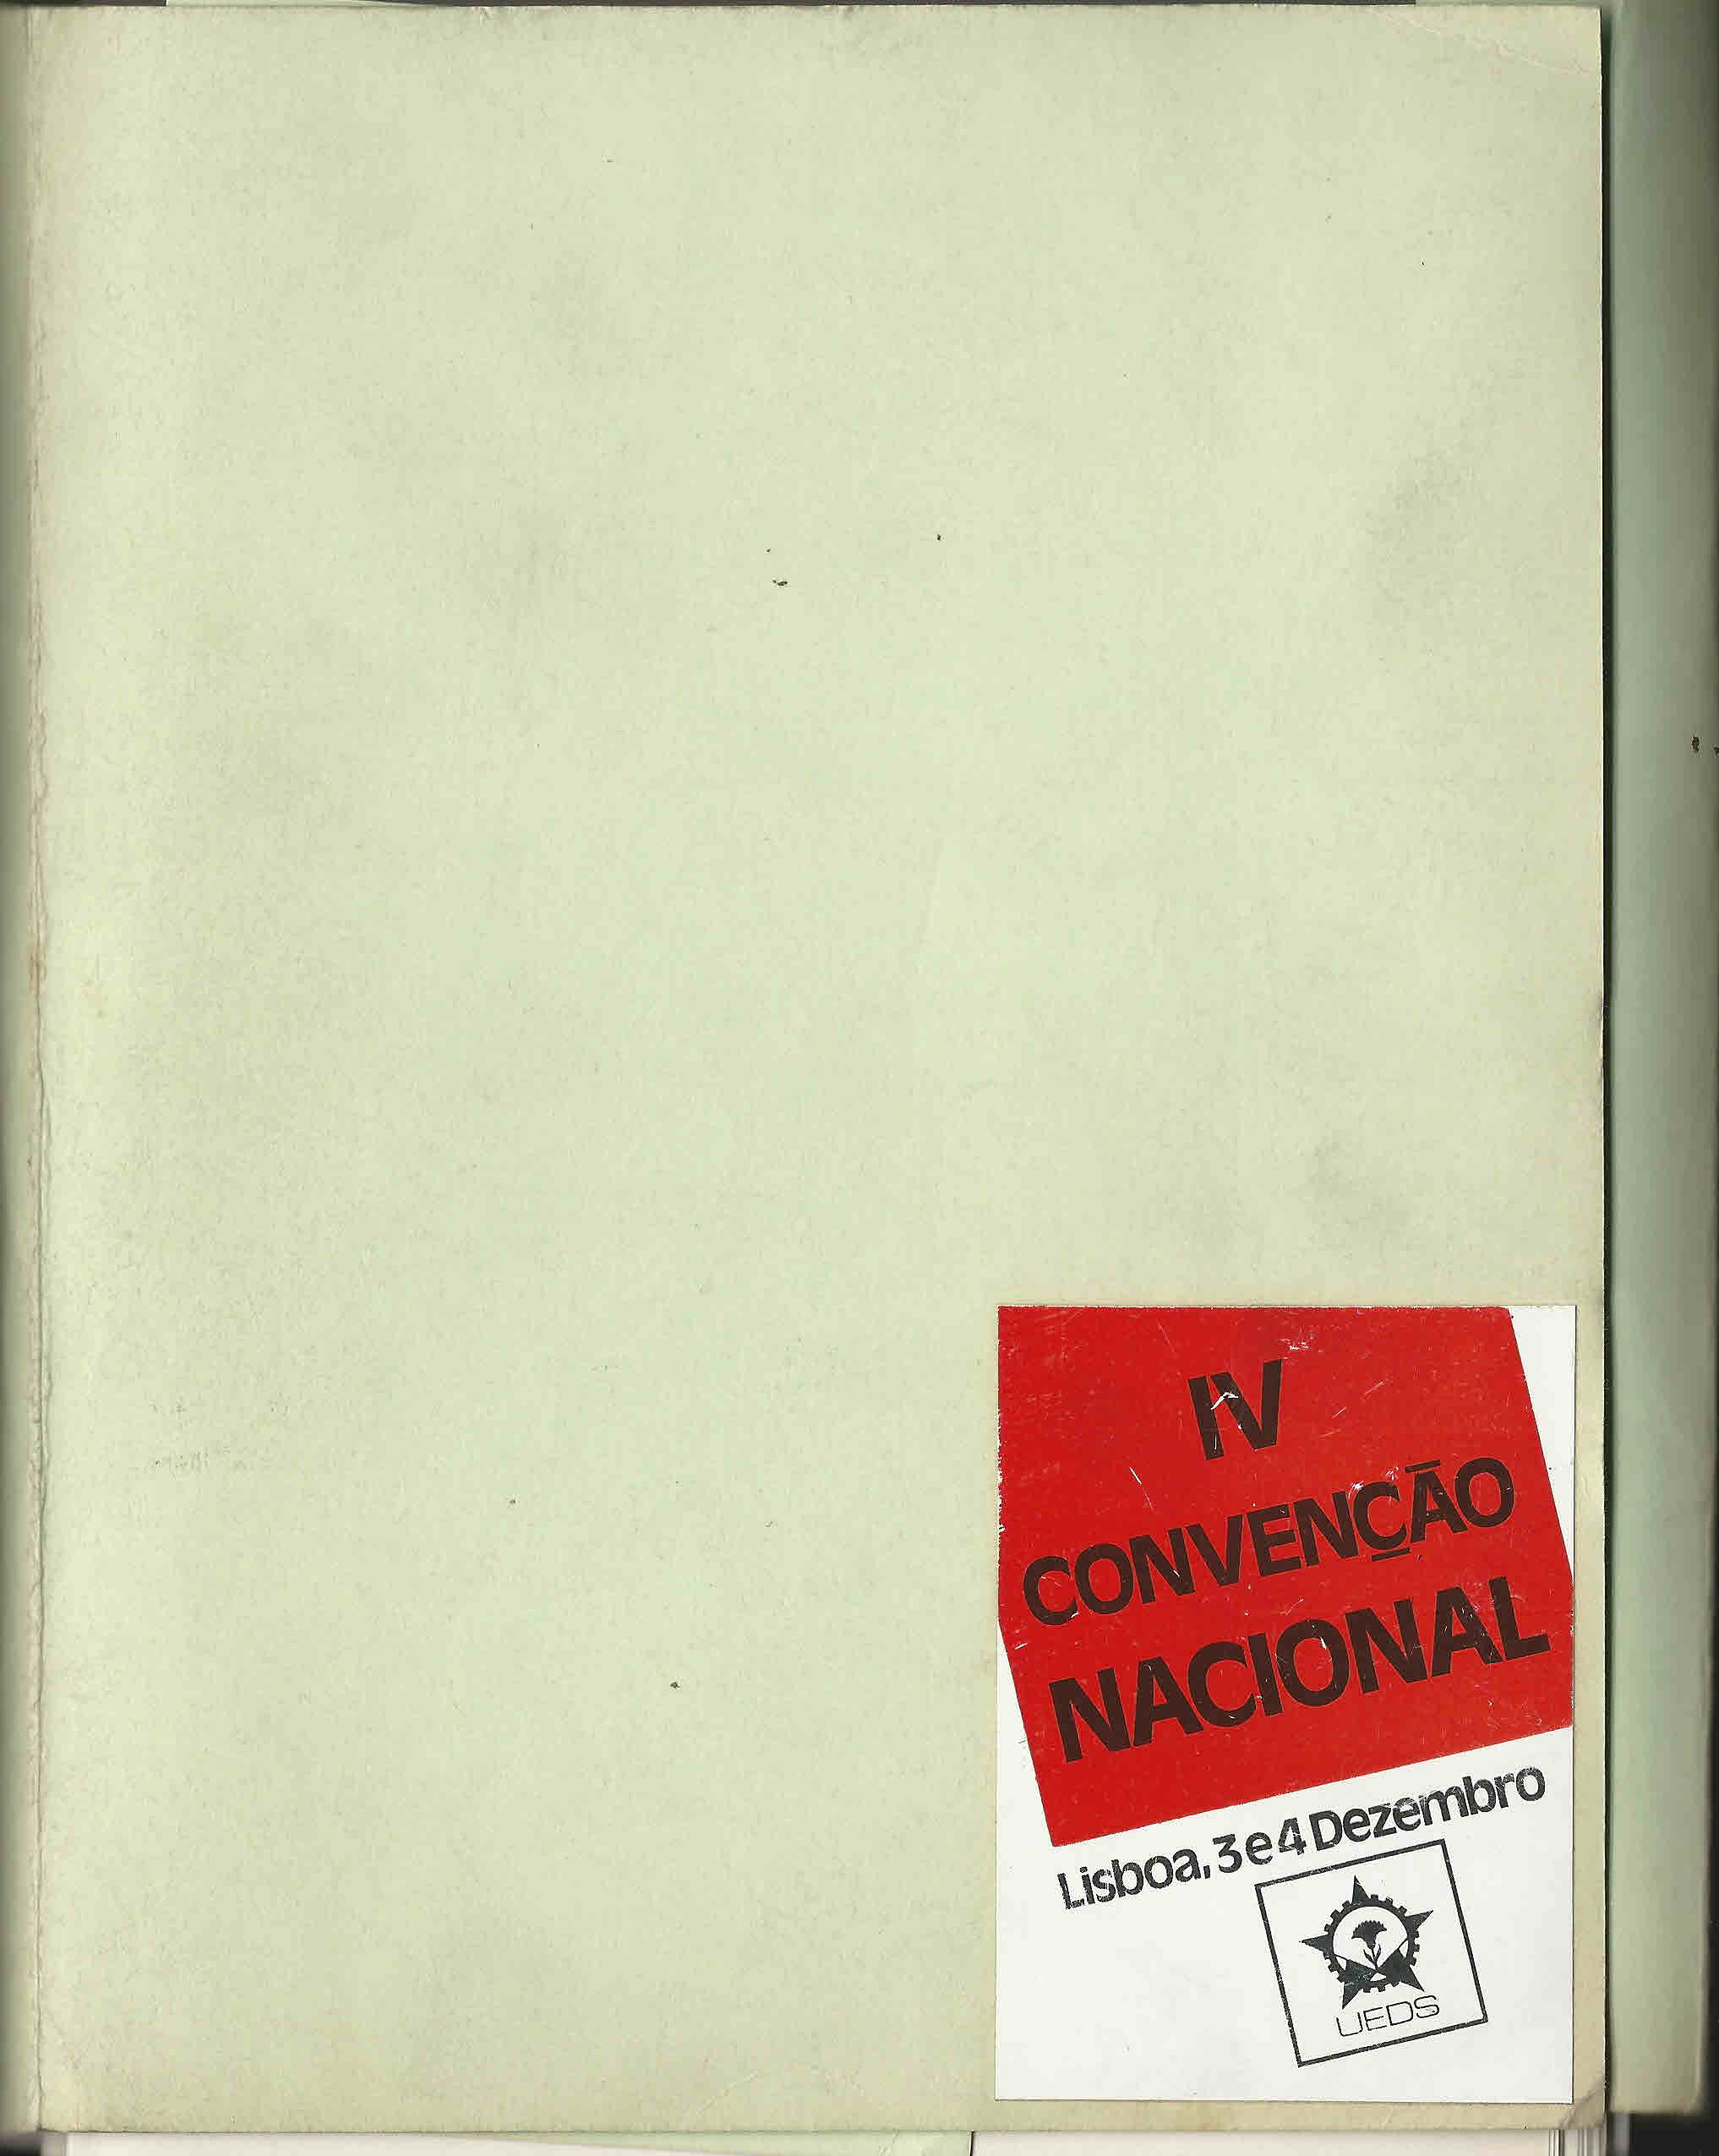 IV
CONVENÇÃO
NACIONAL
Lisboa, 3 e 4 Dezembro
UEDS